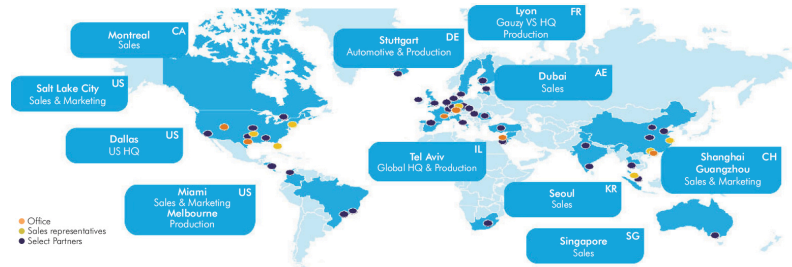 Montreal
CA
Sales
Salt Lake City
US
Sales & Marketing
Dallas
US
US HQ
Miami
US
Sales & Marketing
Melbourne
Production
Stuttgart
DE
Automotive & Production
Lyon
FR
Gauzy VS HQ
Production
Dubai
AE
Sales
Tel Aviv
IL
Global HQ & Production
Seoul
KR
Sales
Singapore
SG
Sales
Shanghai
CH
Guangzhou
Sales & Marketing
Office
Sales representatives
Select Partners